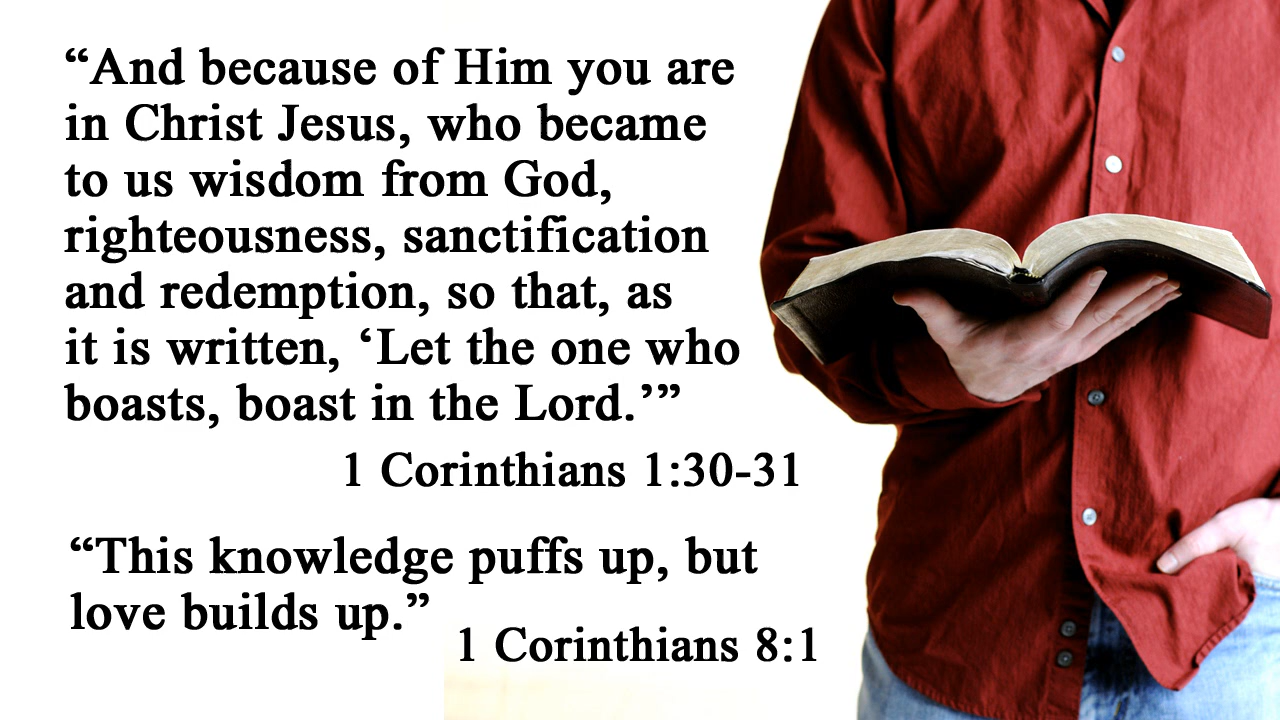 “And because of Him you are
in Christ Jesus, who became
to us wisdom from God,
righteousness, sanctification
and redemption, so that, as
it is written, ‘Let the one who
boasts, boast in the Lord.’”
1 Corinthians 1:30-31
“This knowledge puffs up, but
love builds up.”
1 Corinthians 8:1